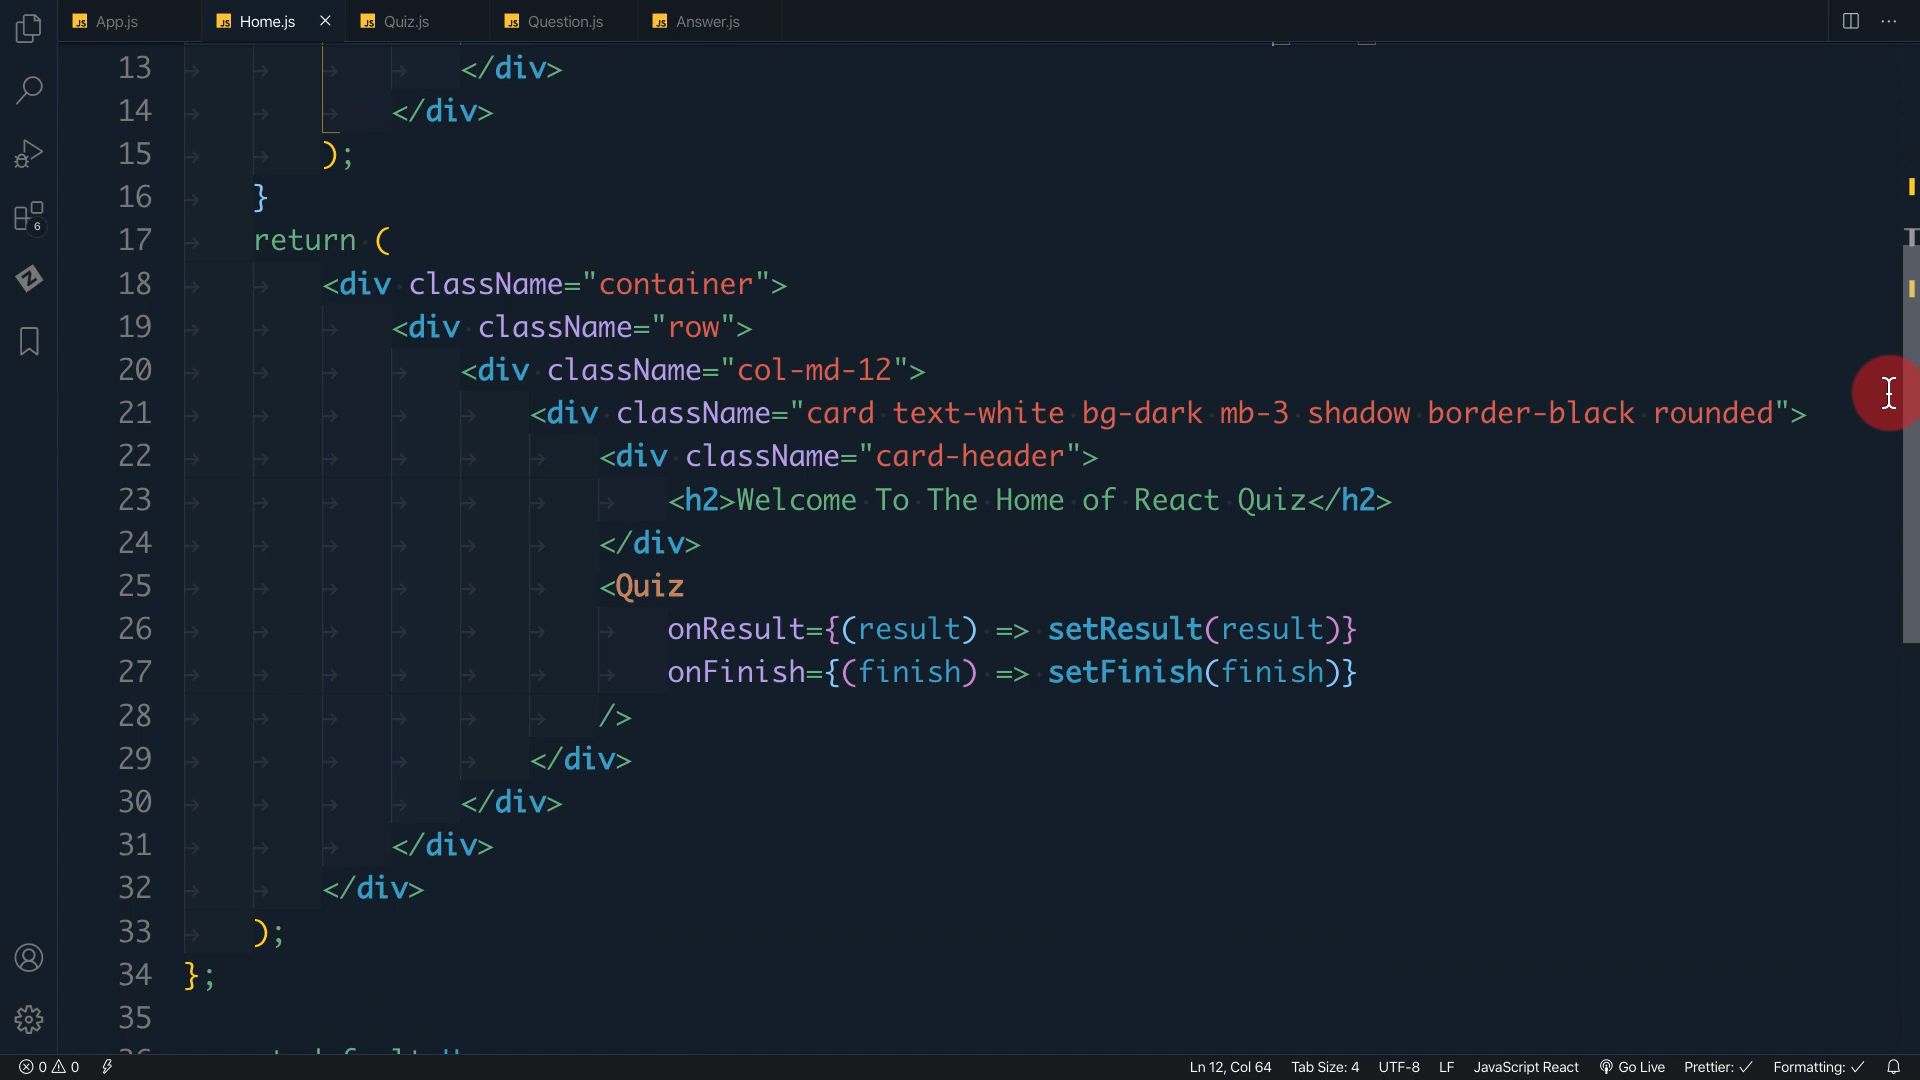 App.js Home.js Quiz.js Question.js Answer.js
13 </div>
14 </div>
15 );
16 }
17 return (
18 <div className="container">
19 <div className="row">
20 <div className="col-md-12">
21 <div className="card text-white bg-dark mb-3 shadow border-black rounded">
22 <div className="card-header">
23 <h2>Welcome To The Home of React Quiz</h2>
24 </div>
25 <Quiz
26 onResult={(result) => setResult(result)}
27 onFinish={(finish) => setFinish(finish)}
28 />
29 </div>
30 </div>
31 </div>
32 </div>
33 );
34 };
35
6
0 0 Ln 12, Col 64 Tab Size: 4 UTF-8 LF JavaScript React Go Live Prettier: ✓ Formatting: ✓